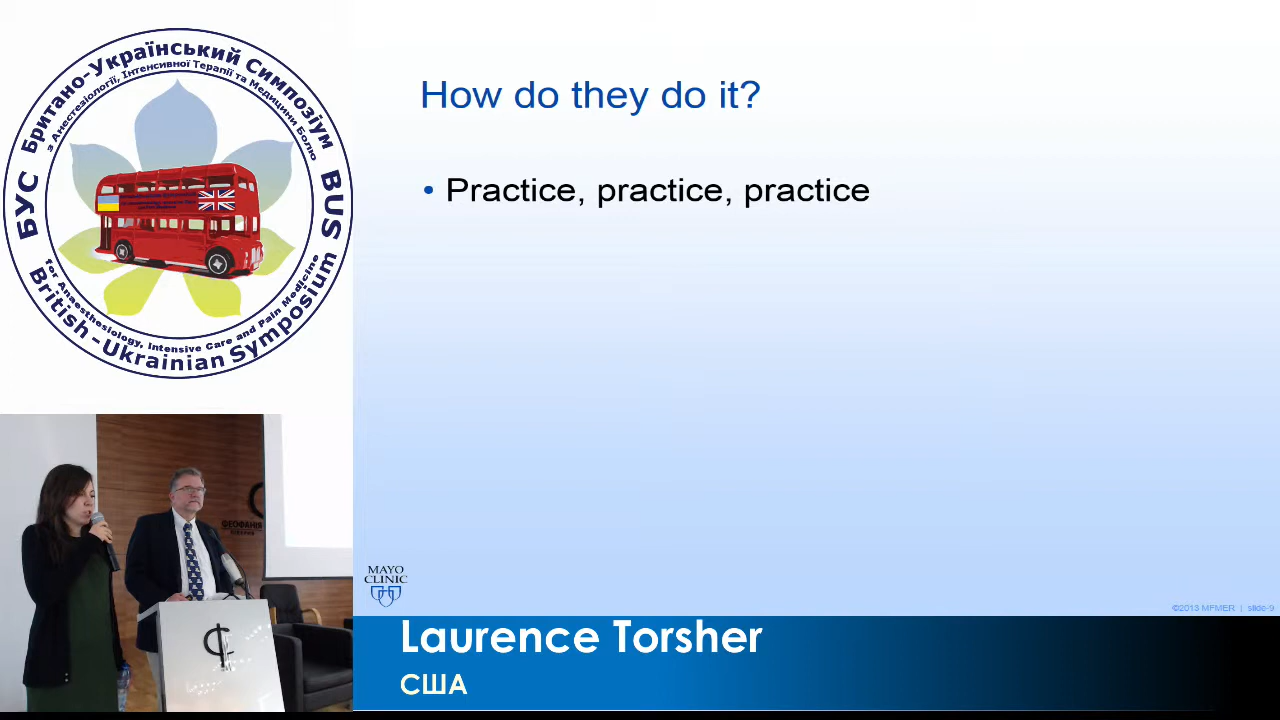 Британо-Український Симпозіум
з Анестезіології, Інтенсивної Терапії та Медицини Болю
БУС
BUS
for Anaesthesiology, Intensive Care and Pain Medicine
British -Ukrainian Symposium
How do they do it?
• Practice, practice, practice
ФЕОФАНІЯ
MAYO
CLINIC
©2013 MFMER | slide-9
Laurence Torsher
США